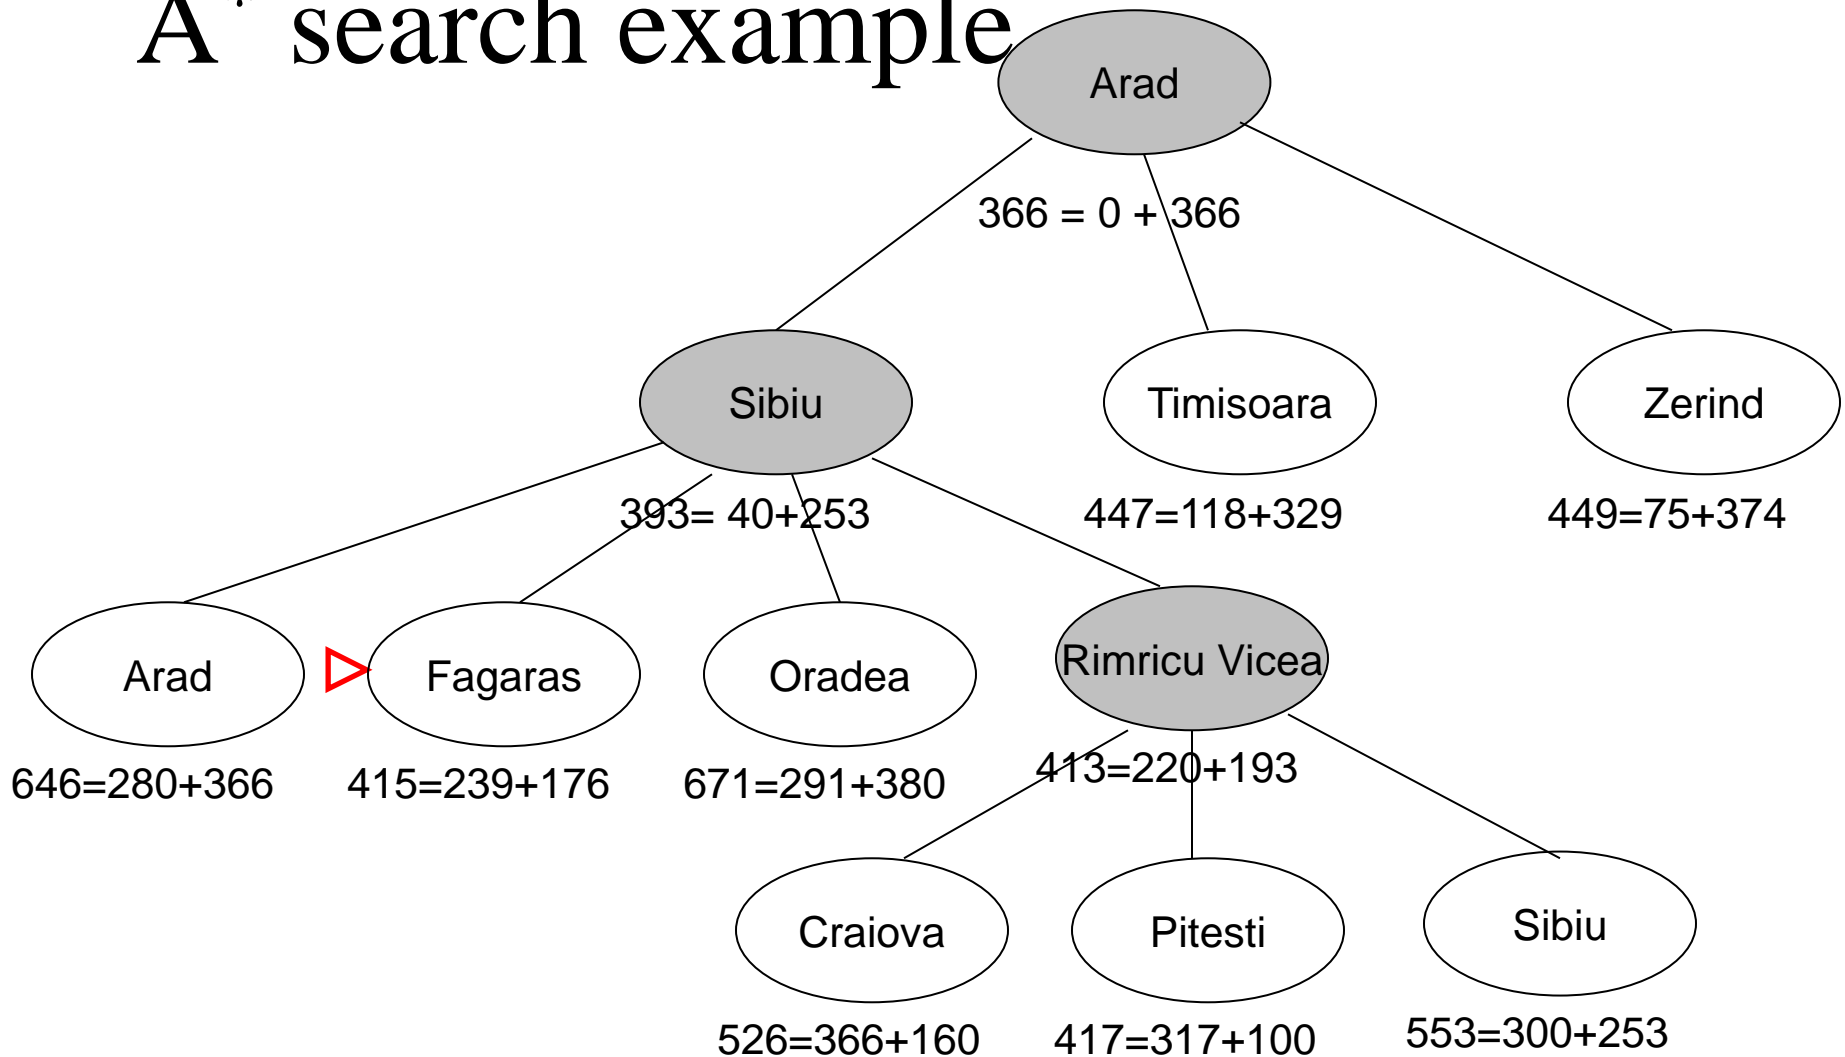 A* search example
Arad
366 = 0 + 366
Sibiu
Timisoara
Zerind
393= 40+253
447=118+329
449=75+374
Arad
Fagaras
Oradea
Rimricu Vicea
646=280+366
415=239+176
671=291+380
413=220+193
Craiova
Pitesti
Sibiu
526=366+160
417=317+100
553=300+253